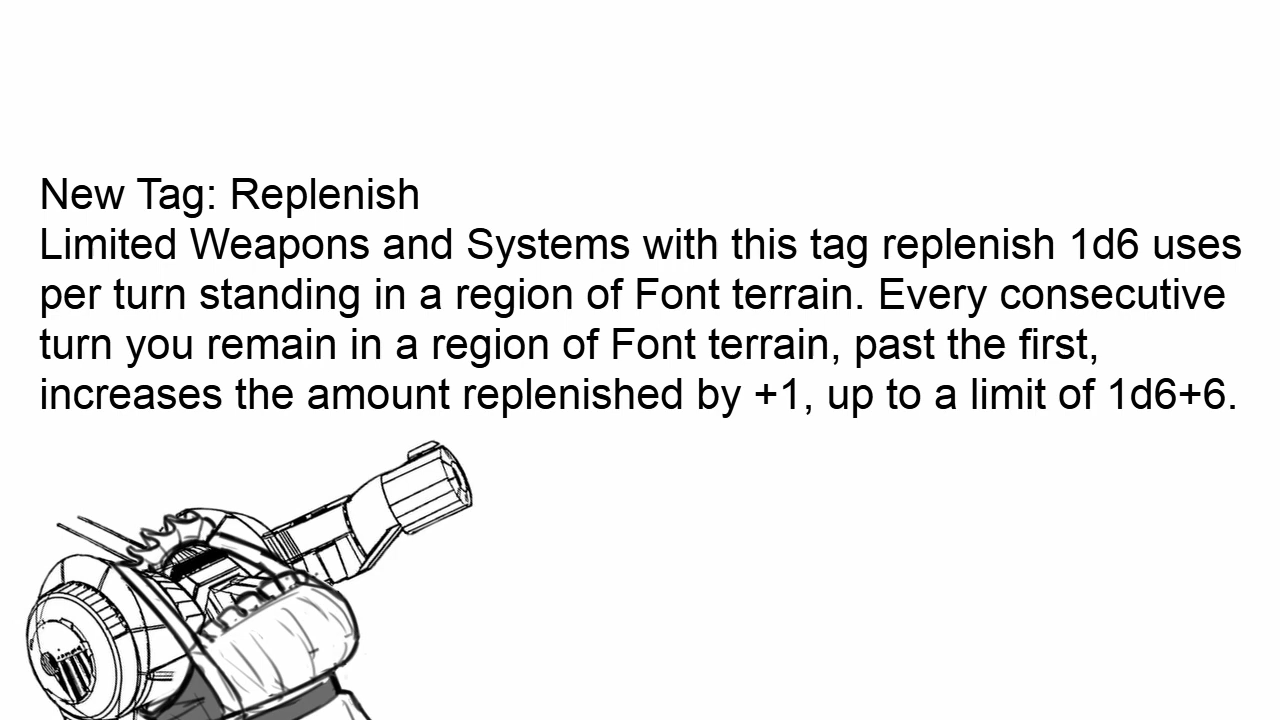 New Tag: Replenish
Limited Weapons and Systems with this tag replenish 1d6 uses
per turn standing in a region of Font terrain. Every consecutive
turn you remain in a region of Font terrain, past the first,
increases the amount replenished by +1, up to a limit of 1d6+6.